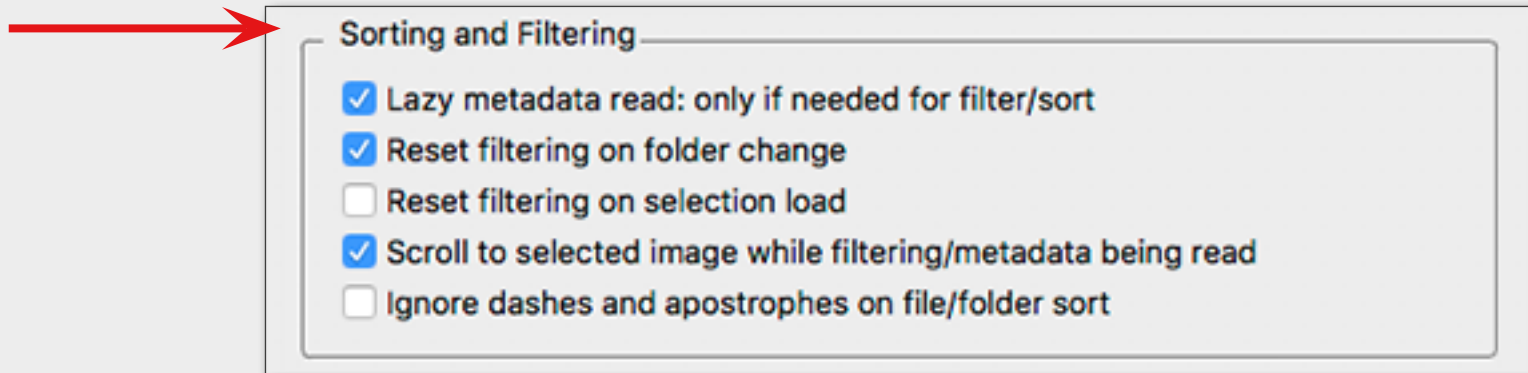 Sorting and Filtering
Lazy metadata read: only if needed for filter/sort
Reset filtering on folder change
Reset filtering on selection load
Scroll to selected image while filtering/metadata being read
Ignore dashes and apostrophes on file/folder sort